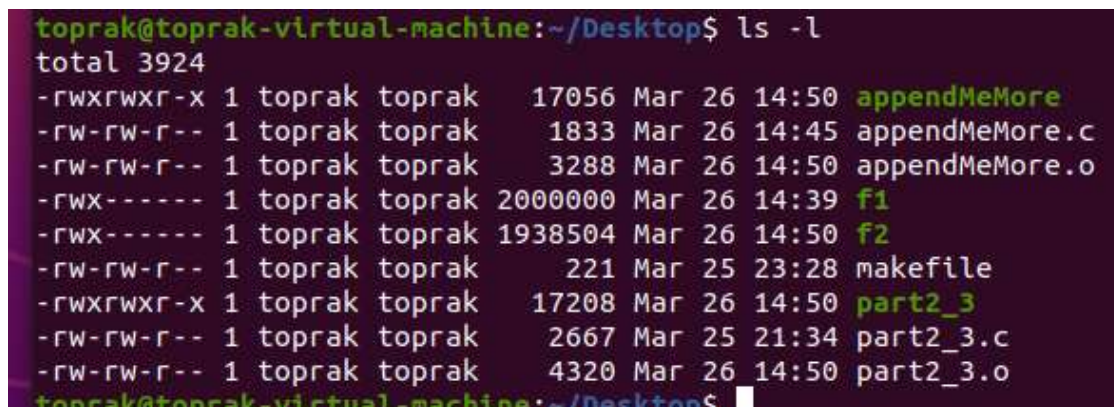 toprak@toprak-virtual-machine:~/Desktop$ ls -l
total 3924
-rwxrwxr-x 1 toprak toprak   17056 Mar 26 14:50 appendMeMore
-rw-rw-r-- 1 toprak toprak    1833 Mar 26 14:45 appendMeMore.c
-rw-rw-r-- 1 toprak toprak    3288 Mar 26 14:50 appendMeMore.o
-rwx------ 1 toprak toprak 2000000 Mar 26 14:39 f1
-rwx------ 1 toprak toprak 1938504 Mar 26 14:50 f2
-rw-rw-r-- 1 toprak toprak     221 Mar 25 23:28 makefile
-rwxrwxr-x 1 toprak toprak   17208 Mar 26 14:50 part2_3
-rw-rw-r-- 1 toprak toprak    2667 Mar 25 21:34 part2_3.c
-rw-rw-r-- 1 toprak toprak    4320 Mar 26 14:50 part2_3.o
toprak@toprak-virtual-machine:~/Desktop$